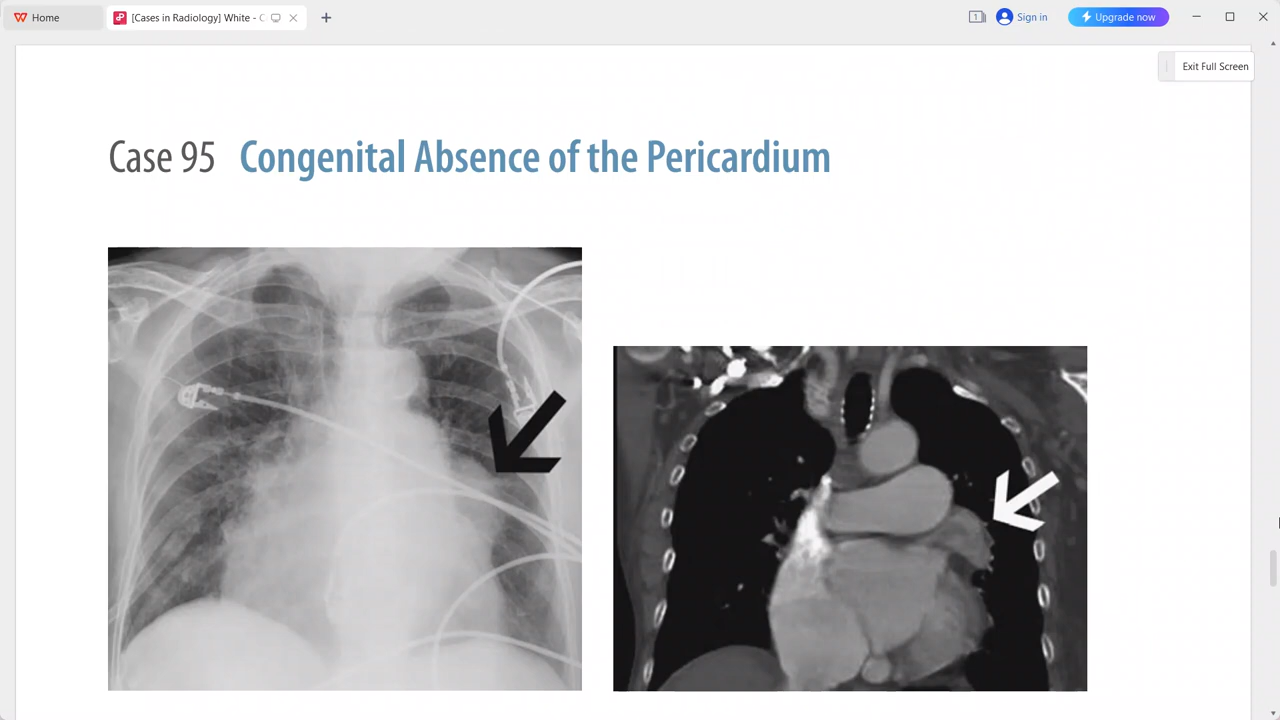 Home
[Cases in Radiology] White - C
1
Sign in
Upgrade now
Exit Full Screen
Case 95 Congenital Absence of the Pericardium